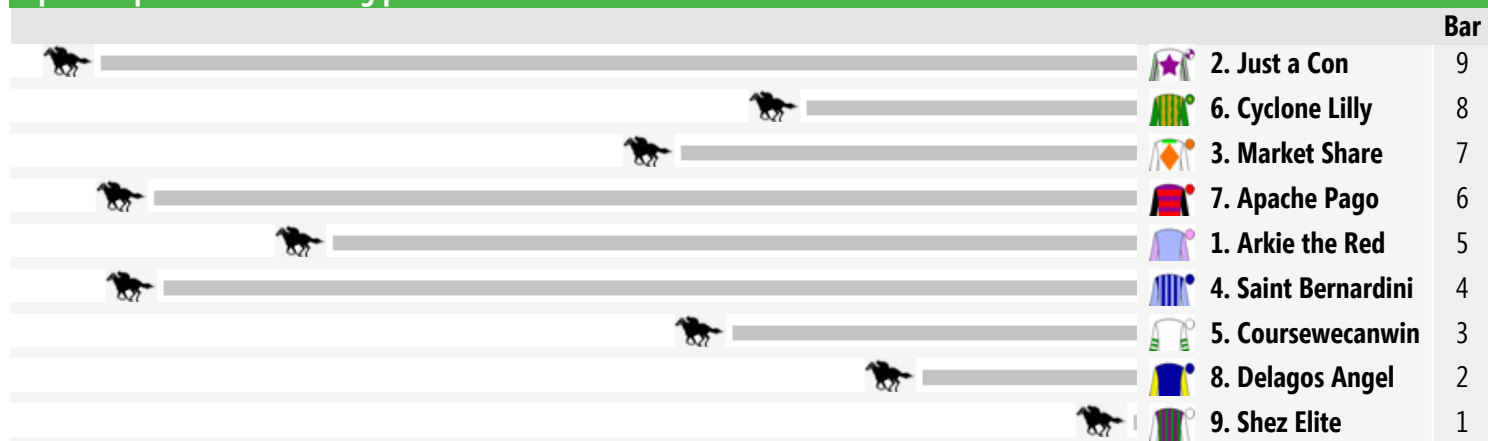 Bar
2. Just a Con 9
6. Cyclone Lilly 8
3. Market Share 7
7. Apache Pago 6
1. Arkie the Red 5
4. Saint Bernardini 4
5. Coursewecanwin 3
8. Delagos Angel 2
9. Shez Elite 1